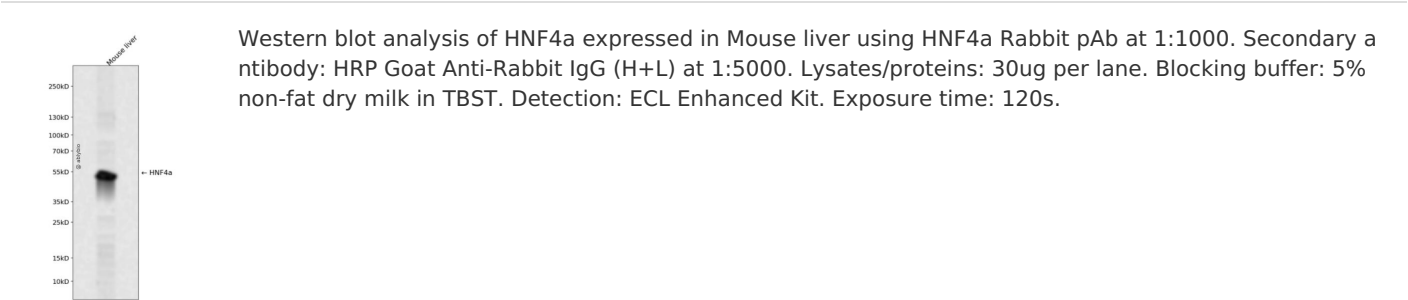 Mouse liver
250kD
130kD
100kD
70kD
55kD
35kD
25kD
15kD
10kD
@ ablybio
← HNF4a
Western blot analysis of HNF4a expressed in Mouse liver using HNF4a Rabbit pAb at 1:1000. Secondary a
ntibody: HRP Goat Anti-Rabbit IgG (H+L) at 1:5000. Lysates/proteins: 30ug per lane. Blocking buffer: 5%
non-fat dry milk in TBST. Detection: ECL Enhanced Kit. Exposure time: 120s.